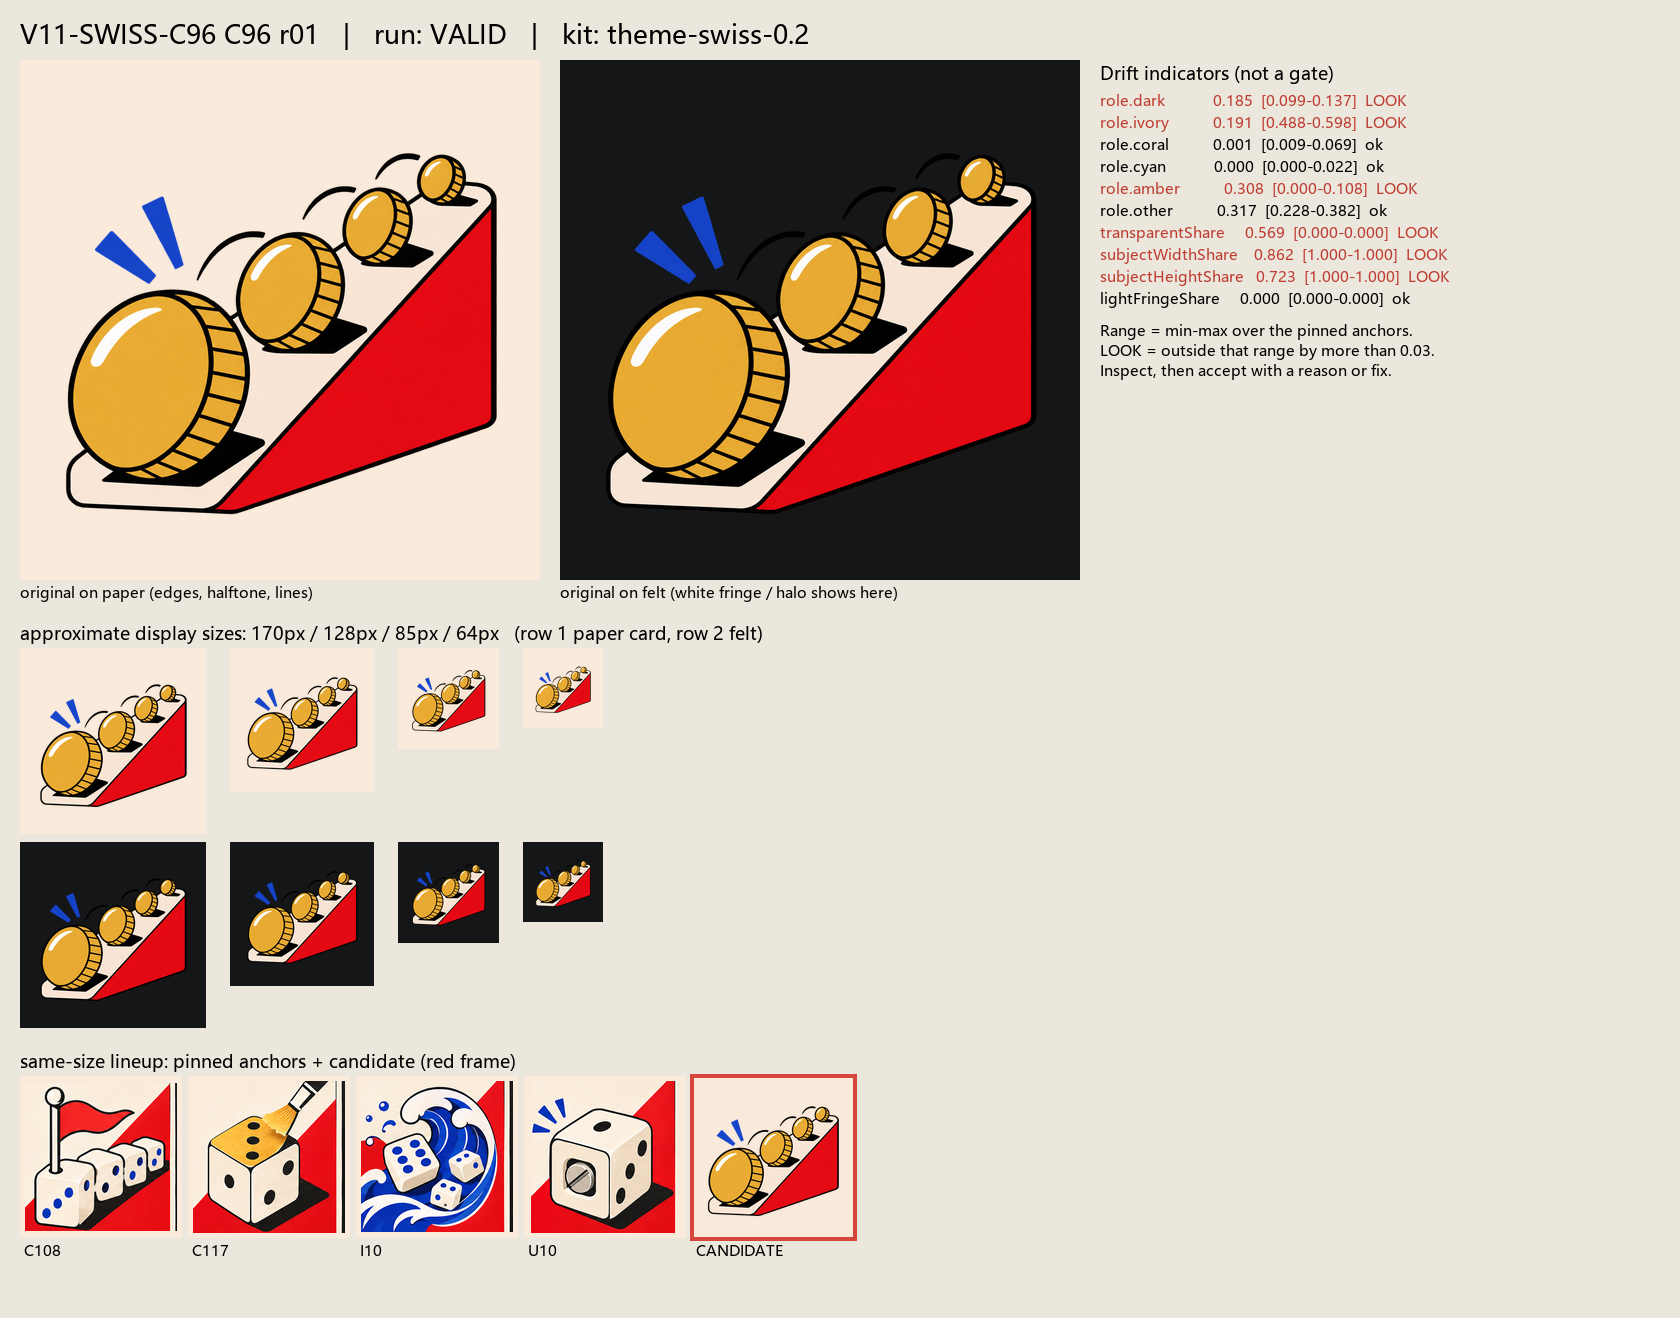 V11-SWISS-C96 C96 r01 | run: VALID | kit: theme-swiss-0.2
Drift indicators (not a gate)
role.dark 0.185 [0.099-0.137] LOOK
role.ivory 0.191 [0.488-0.598] LOOK
role.coral 0.001 [0.009-0.069] ok
role.cyan 0.000 [0.000-0.022] ok
role.amber 0.308 [0.000-0.108] LOOK
role.other 0.317 [0.228-0.382] ok
transparentShare 0.569 [0.000-0.000] LOOK
subjectWidthShare 0.862 [1.000-1.000] LOOK
subjectHeightShare 0.723 [1.000-1.000] LOOK
lightFringeShare 0.000 [0.000-0.000] ok
Range = min-max over the pinned anchors.
LOOK = outside that range by more than 0.03.
Inspect, then accept with a reason or fix.
original on paper (edges, halftone, lines)
original on felt (white fringe / halo shows here)
approximate display sizes: 170px / 128px / 85px / 64px (row 1 paper card, row 2 felt)
same-size lineup: pinned anchors + candidate (red frame)
C108
C117
I10
U10
CANDIDATE